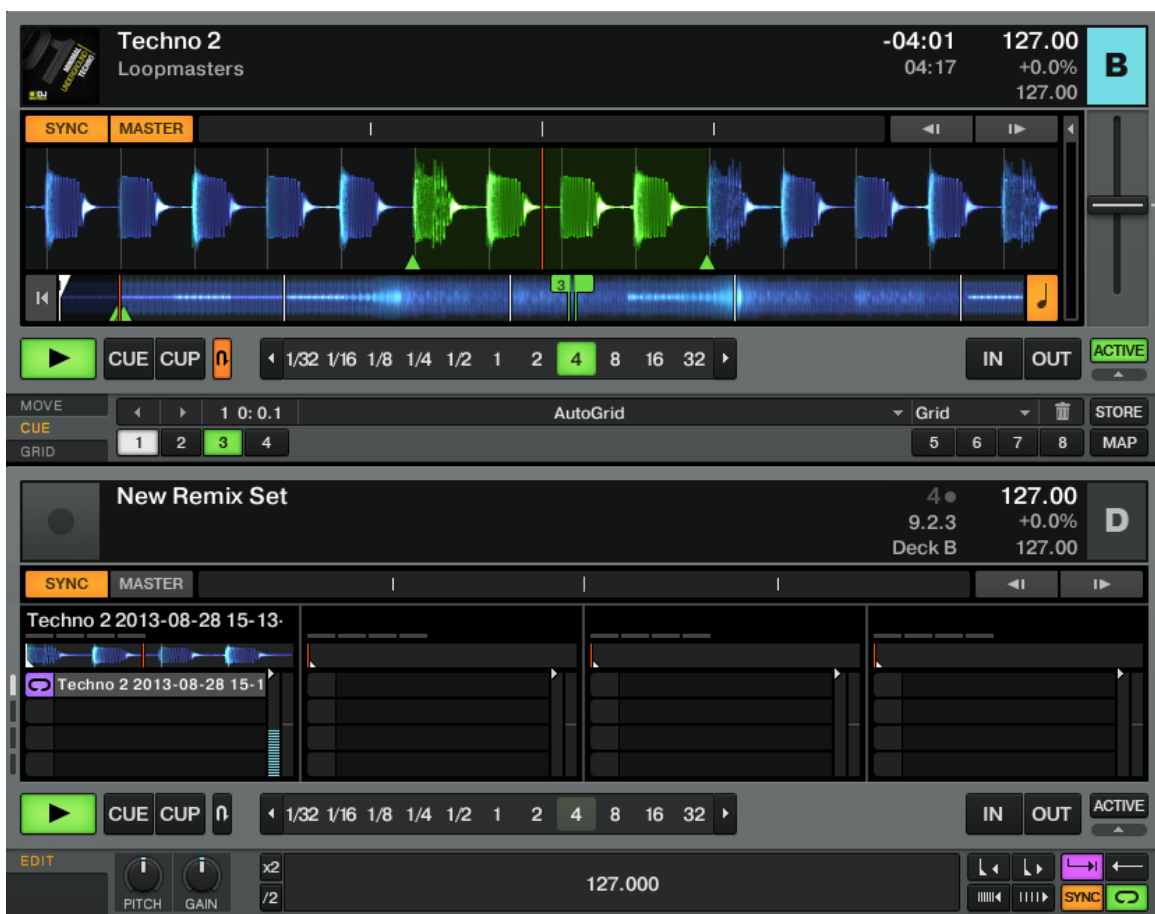 MINIMAL
UNDERGROUND
TECHNO
DJ
Techno 2
-04:01
127.00
B
Loopmasters
04:17
+0.0%
127.00
SYNC MASTER
3
CUE CUP
1/32 1/16 1/8 1/4 1/2 1 2 4 8 16 32
IN OUT
ACTIVE
MOVE
1 0: 0.1 AutoGrid Grid STORE
CUE
1 2 3 4 5 6 7 8 MAP
GRID
New Remix Set
4
127.00
D
9.2.3
+0.0%
Deck B
127.00
SYNC MASTER
Techno 2 2013-08-28 15-13-
Techno 2 2013-08-28 15-1
CUE CUP
1/32 1/16 1/8 1/4 1/2 1 2 4 8 16 32
IN OUT
ACTIVE
EDIT
x2
127.000
/2
PITCH GAIN
SYNC